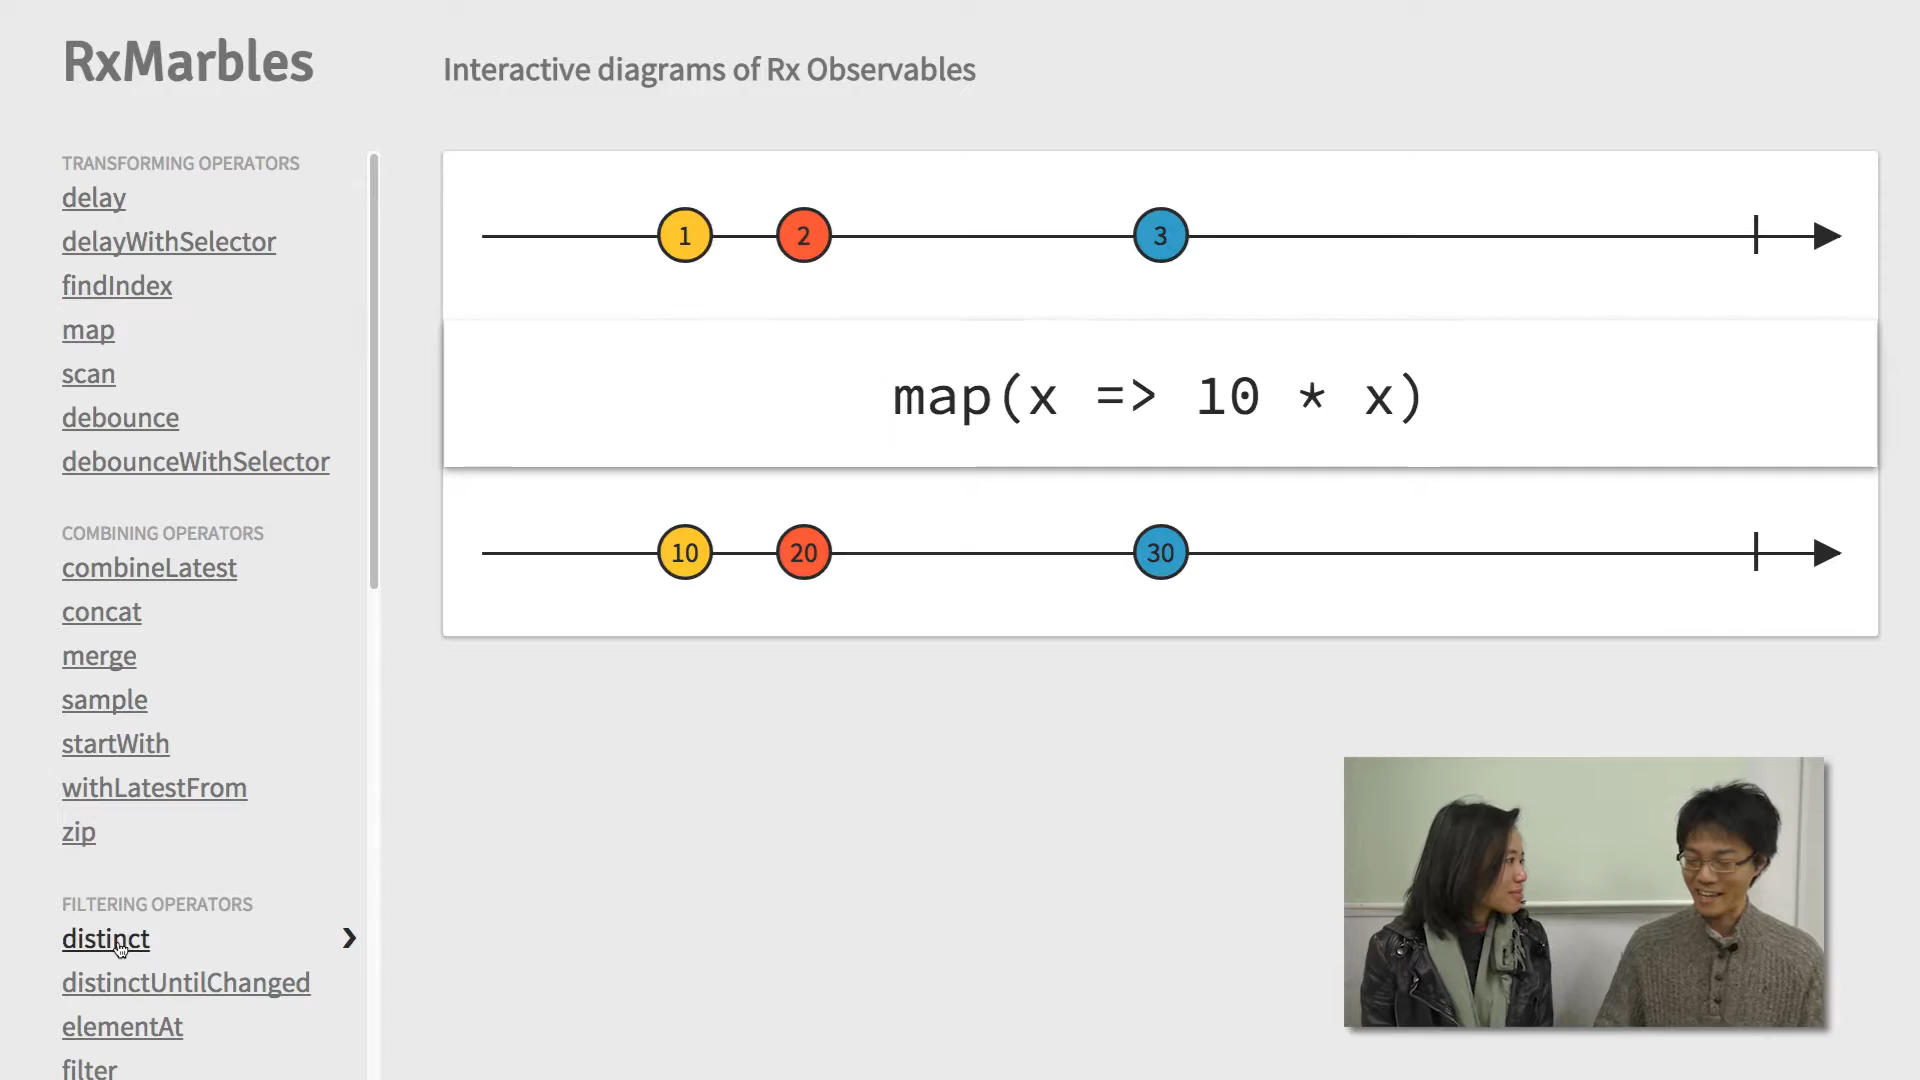 RxMarbles
Interactive diagrams of Rx Observables
TRANSFORMING OPERATORS
delay
delayWithSelector
findIndex
map
scan
debounce
debounceWithSelector
COMBINING OPERATORS
combineLatest
concat
merge
sample
startWith
withLatestFrom
zip
FILTERING OPERATORS
distinct
distinctUntilChanged
elementAt
filter
1 2 3
map(x => 10 * x)
10 20 30